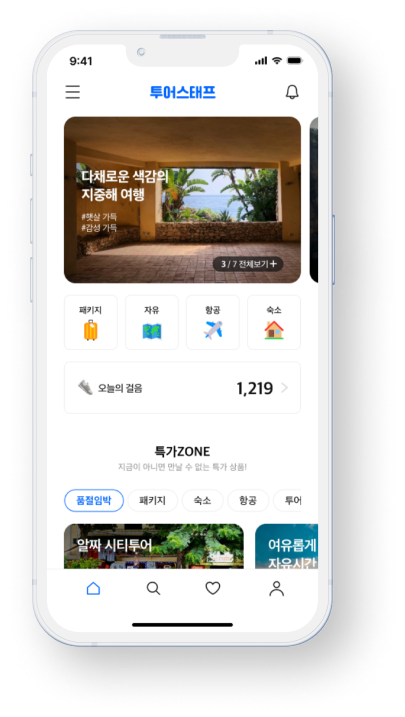 9:41
투어스태프
다채로운 색감의
지중해 여행
#햇살 가득
#감성 가득
3 / 7 전체보기 +
패키지
자유
항공
숙소
오늘의 걸음
1,219
특가ZONE
지금이 아니면 만날 수 없는 특가 상품!
품절임박
패키지
숙소
항공
투어
알짜 시티투어
여유롭게
자유시간